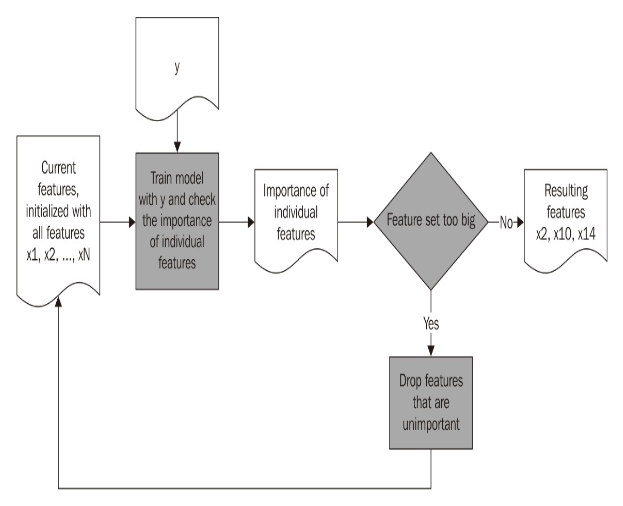 y
Current
features,
initialized with
all features
x1, x2, ..., xN
Train model
with y and check
the importance
of individual
features
Importance of
individual
features
Feature set too big
No
Resulting
features
x2, x10, x14
Yes
Drop features
that are
unimportant